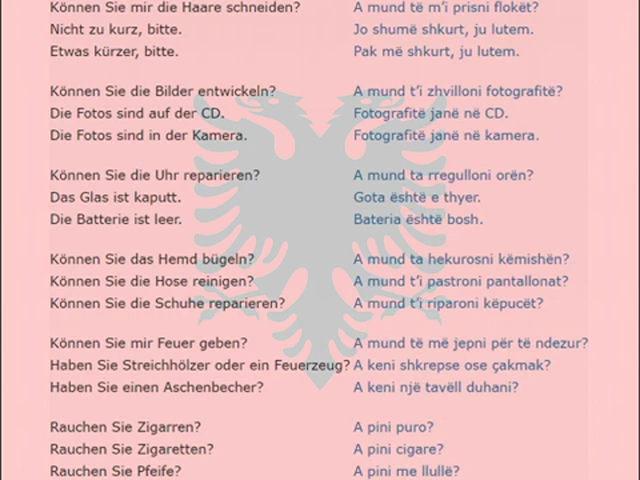 Können Sie mir die Haare schneiden? A mund të m'i prisni flokët?
Nicht zu kurz, bitte. Jo shumë shkurt, ju lutem.
Etwas kürzer, bitte. Pak më shkurt, ju lutem.
Können Sie die Bilder entwickeln? A mund t'i zhvilloni fotografitë?
Die Fotos sind auf der CD. Fotografitë janë në CD.
Die Fotos sind in der Kamera. Fotografitë janë në kamera.
Können Sie die Uhr reparieren? A mund ta rregulloni orën?
Das Glas ist kaputt. Gota është e thyer.
Die Batterie ist leer. Bateria është bosh.
Können Sie das Hemd bügeln? A mund ta hekurosni këmishën?
Können Sie die Hose reinigen? A mund t'i pastroni pantallonat?
Können Sie die Schuhe reparieren? A mund t'i riparoni këpucët?
Können Sie mir Feuer geben? A mund të më jepni për të ndezur?
Haben Sie Streichhölzer oder ein Feuerzeug? A keni shkrepse ose çakmak?
Haben Sie einen Aschenbecher? A keni një tavëll duhani?
Rauchen Sie Zigarren? A pini puro?
Rauchen Sie Zigaretten? A pini cigare?
Rauchen Sie Pfeife? A pini me llullë?